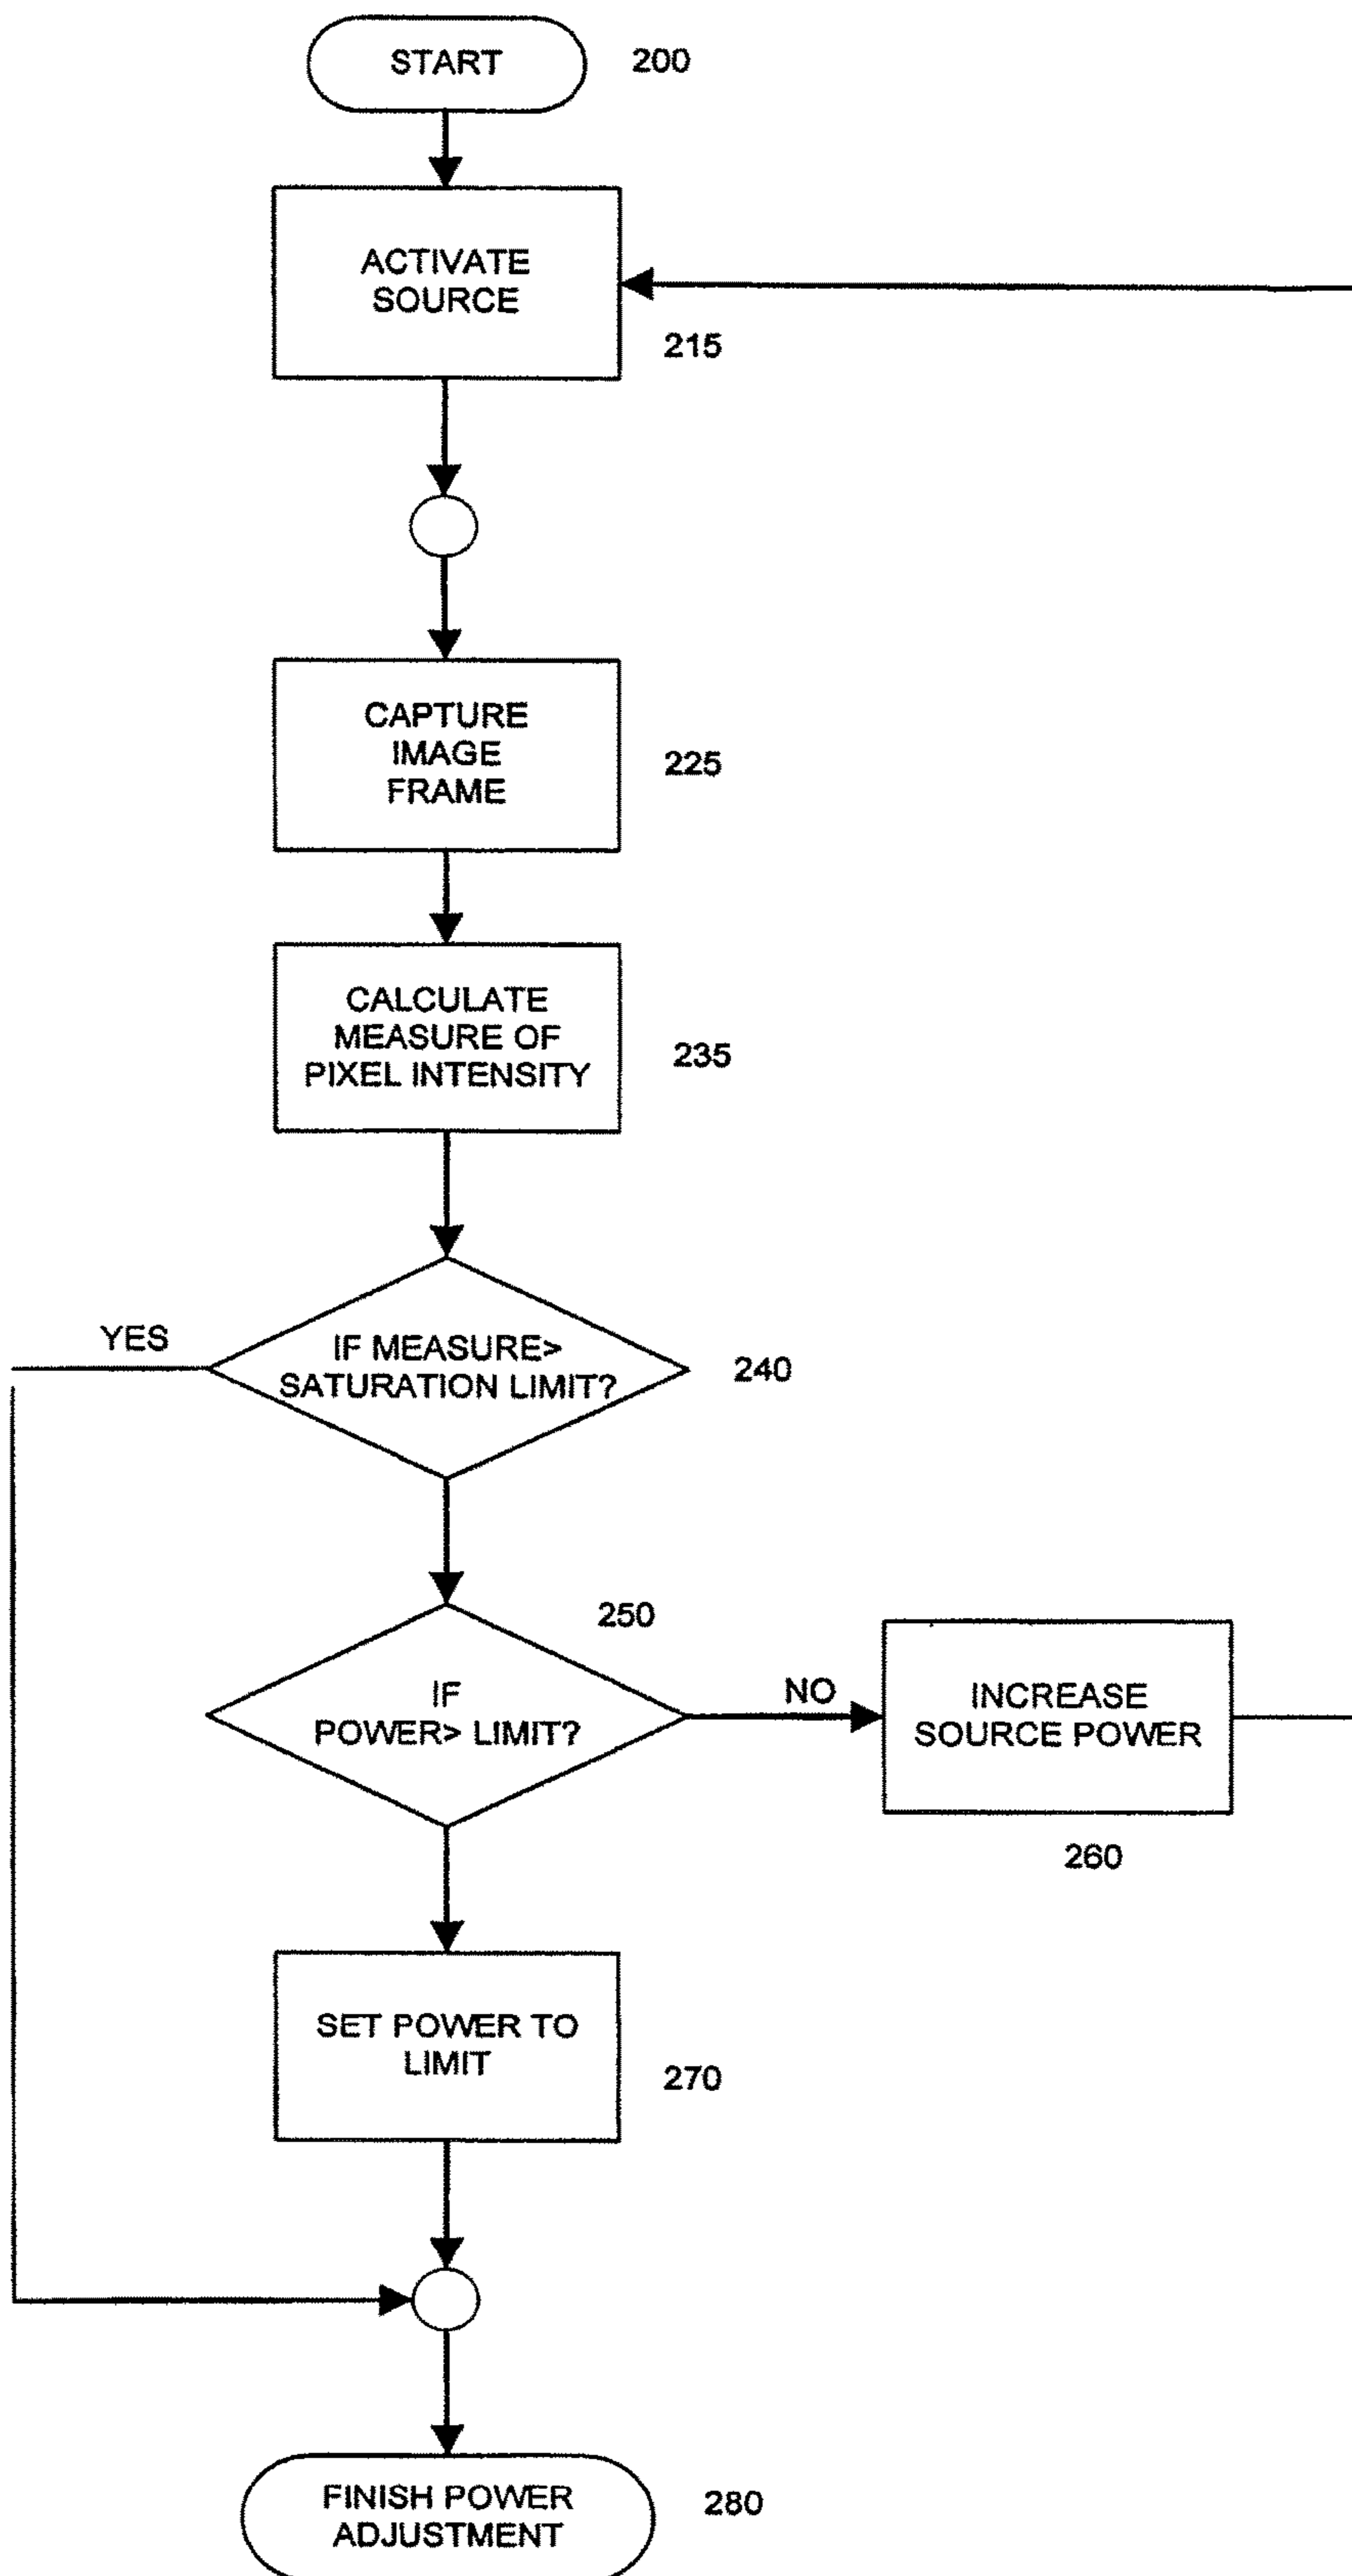 START
200
ACTIVATE
SOURCE
215
CAPTURE
IMAGE
FRAME
225
CALCULATE
MEASURE OF
PIXEL INTENSITY
235
YES
IF MEASURE>
SATURATION LIMIT?
240
250
IF
POWER> LIMIT?
NO
INCREASE
SOURCE POWER
260
SET POWER TO
LIMIT
270
FINISH POWER
ADJUSTMENT
280